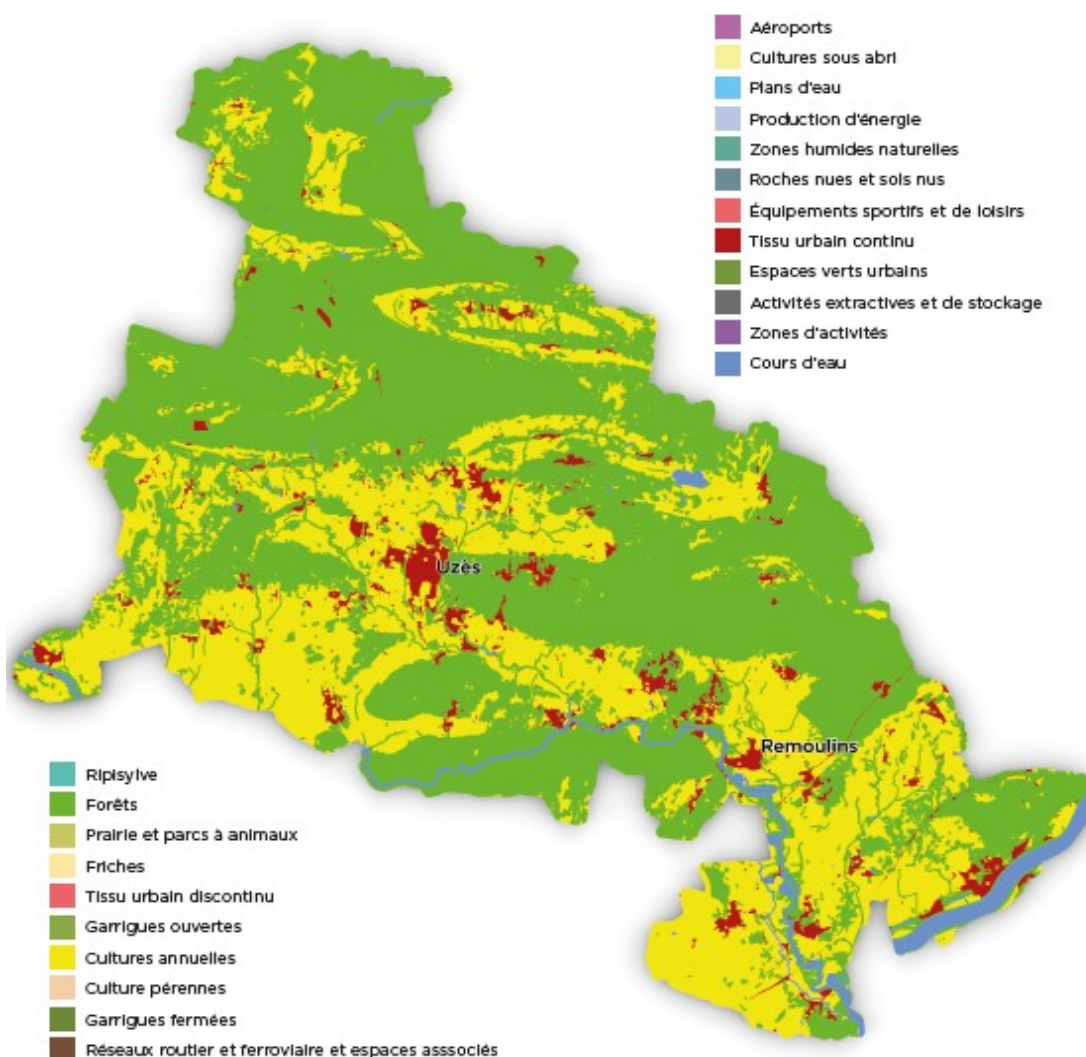 Aéroports
Cultures sous abri
Plans d'eau
Production d'énergie
Zones humides naturelles
Roches nues et sols nus
Équipements sportifs et de loisirs
Tissu urbain continu
Espaces verts urbains
Activités extractives et de stockage
Zones d'activités
Cours d'eau
Uzès
Remoulins
Ripisylve
Forêts
Prairie et parcs à animaux
Friches
Tissu urbain discontinu
Garrigues ouvertes
Cultures annuelles
Culture pérennes
Garrigues fermées
Réseaux routier et ferroviaire et espaces asssociés